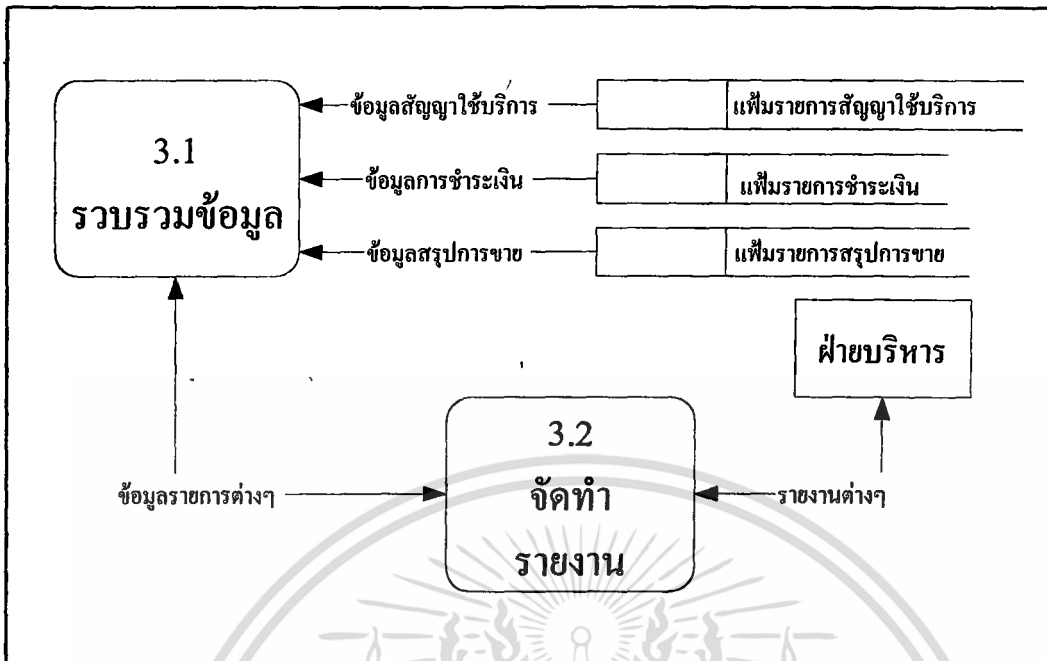 3.1
รวบรวมข้อมูล
ข้อมูลสัญญาใช้บริการ
แฟ้มรายการสัญญาใช้บริการ
ข้อมูลการชำระเงิน
แฟ้มรายการชำระเงิน
ข้อมูลสรุปการขาย
แฟ้มรายการสรุปการขาย
ฝ่ายบริหาร
3.2
จัดทำ
รายงาน
ข้อมูลรายการต่างๆ
รายงานต่างๆ